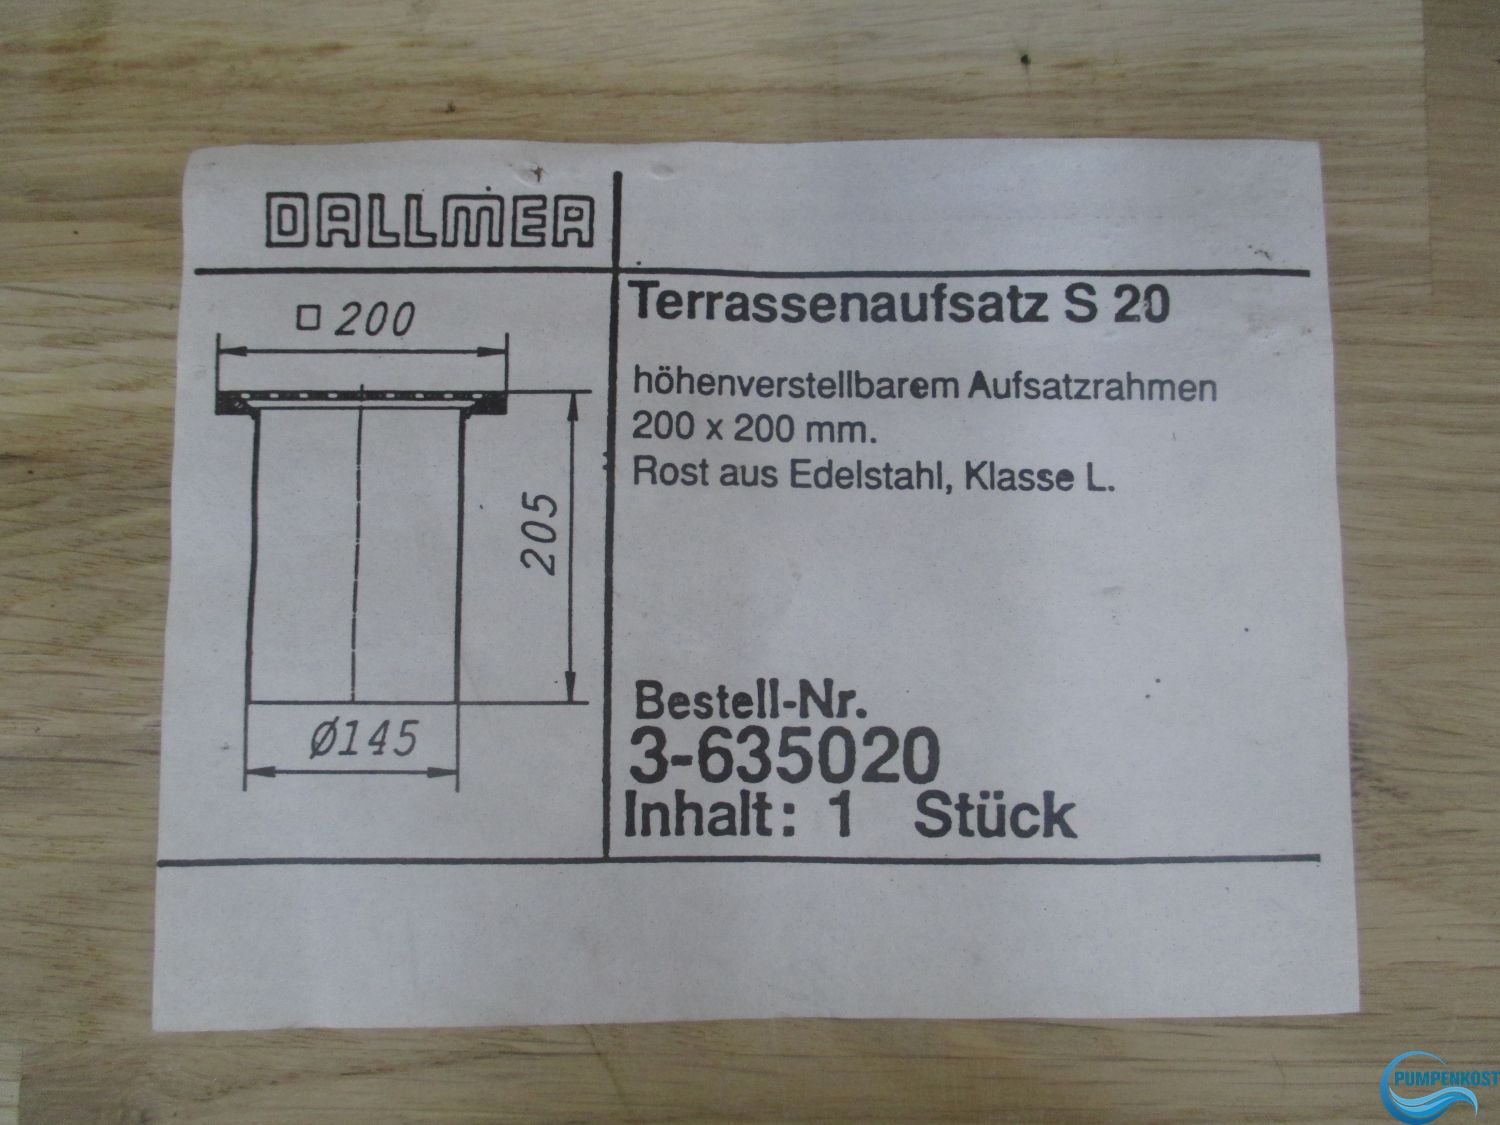 DALLMER
□ 200
205
Ø145
Terrassenaufsatz S 20
höhenverstellbarem Aufsatzrahmen
200 x 200 mm.
Rost aus Edelstahl, Klasse L.
Bestell-Nr.
3-635020
Inhalt: 1 Stück
PUMPENKOST